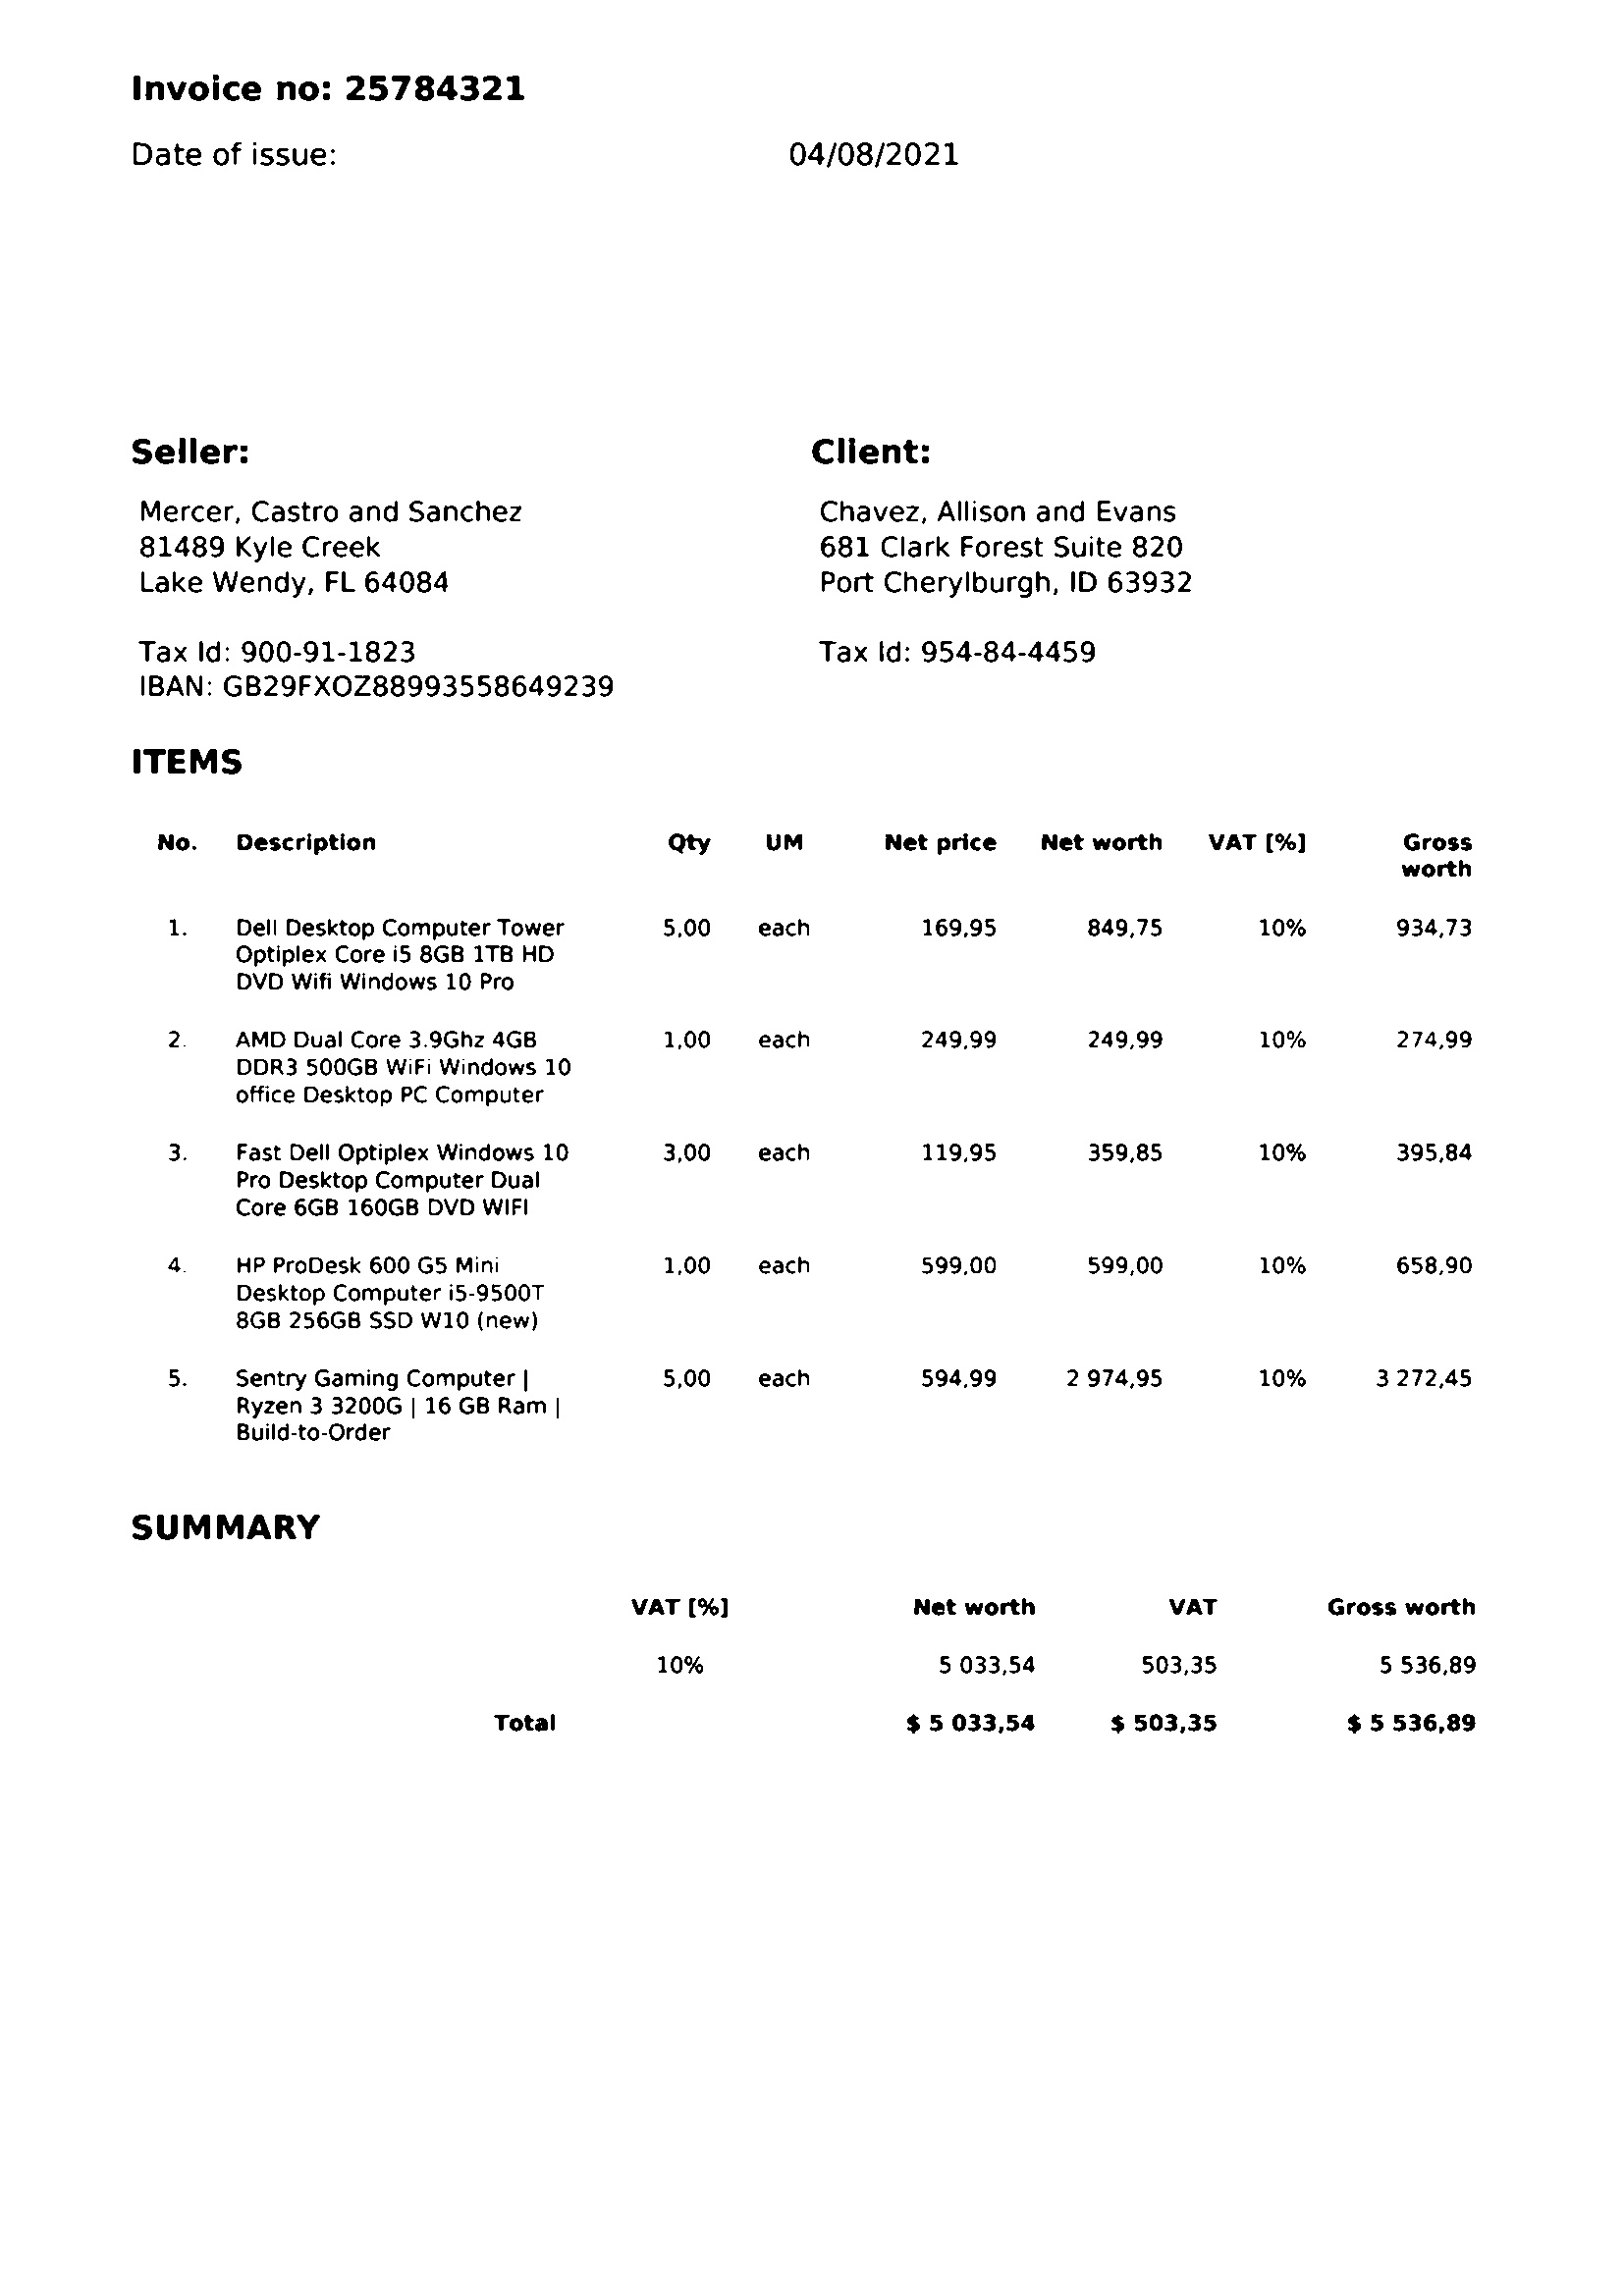 Invoice no: 25784321
Date of issue: 04/08/2021
Seller:
Mercer, Castro and Sanchez
81489 Kyle Creek
Lake Wendy, FL 64084
Tax Id: 900-91-1823
IBAN: GB29FXOZ88993558649239
Client:
Chavez, Allison and Evans
681 Clark Forest Suite 820
Port Cherylburgh, ID 63932
Tax Id: 954-84-4459
ITEMS
No. Description Qty UM Net price Net worth VAT [%] Gross
worth
1. Dell Desktop Computer Tower 5,00 each 169,95 849,75 10% 934,73
Optiplex Core i5 8GB 1TB HD
DVD Wifi Windows 10 Pro
2. AMD Dual Core 3.9Ghz 4GB 1,00 each 249,99 249,99 10% 274,99
DDR3 500GB WiFi Windows 10
office Desktop PC Computer
3. Fast Dell Optiplex Windows 10 3,00 each 119,95 359,85 10% 395,84
Pro Desktop Computer Dual
Core 6GB 160GB DVD WIFI
4. HP ProDesk 600 G5 Mini 1,00 each 599,00 599,00 10% 658,90
Desktop Computer i5-9500T
8GB 256GB SSD W10 (new)
5. Sentry Gaming Computer | 5,00 each 594,99 2 974,95 10% 3 272,45
Ryzen 3 3200G | 16 GB Ram |
Build-to-Order
SUMMARY
VAT [%] Net worth VAT Gross worth
10% 5 033,54 503,35 5 536,89
Total $ 5 033,54 $ 503,35 $ 5 536,89